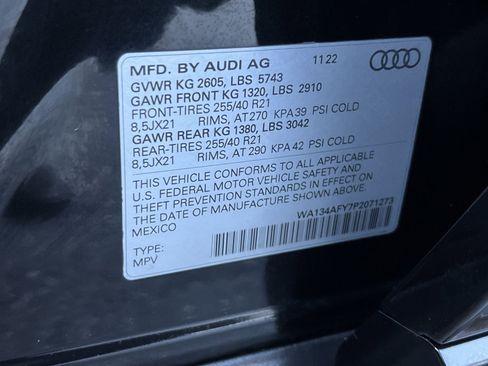 MFD. BY AUDI AG 11 22
GVWR KG 2605, LBS 5743
GAWR FRONT KG 1320, LBS 2910
FRONT-TIRES 255/40 R21
8,5JX21 RIMS, AT 270 KPA 39 PSI COLD
GAWR REAR KG 1380, LBS 3042
REAR-TIRES 255/40 R21
8,5JX21 RIMS, AT 290 KPA 42 PSI COLD
THIS VEHICLE CONFORMS TO ALL APPLICABLE
U.S. FEDERAL MOTOR VEHICLE SAFETY AND
THEFT PREVENTION STANDARDS IN EFFECT ON
THE DATE OF MANUFACTURE SHOWN ABOVE
MEXICO
WA134AFY7P2071273
TYPE:
MPV